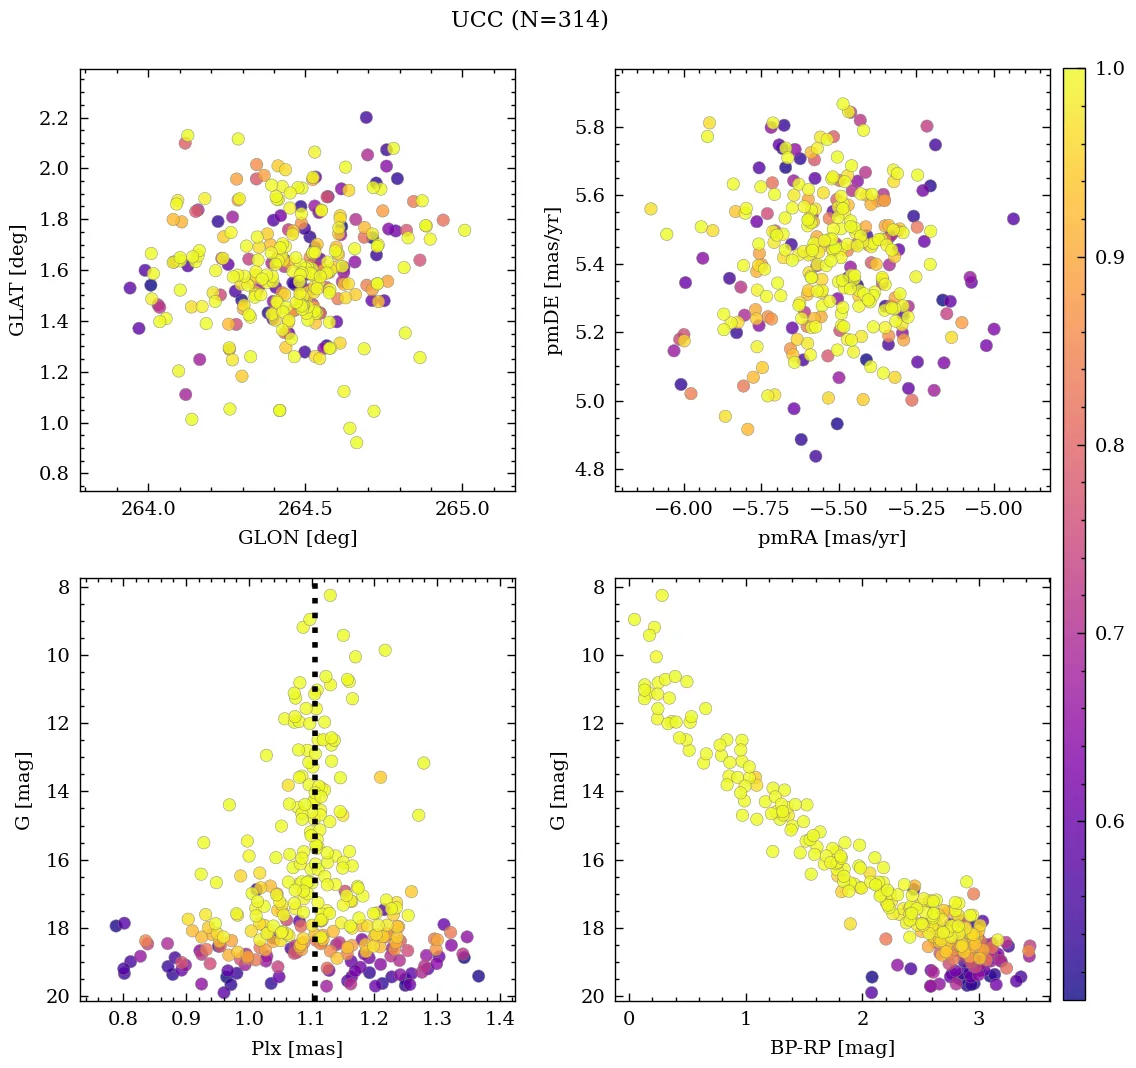 UCC (N=314)
2.2
2.0
1.8
1.6
1.4
1.2
1.0
0.8
GLAT [deg]
264.0 264.5 265.0
GLON [deg]
5.8
5.6
5.4
5.2
5.0
4.8
pmDE [mas/yr]
−6.00 −5.75 −5.50 −5.25 −5.00
pmRA [mas/yr]
1.0
0.9
0.8
0.7
0.6
8
10
12
14
16
18
20
G [mag]
0.8 0.9 1.0 1.1 1.2 1.3 1.4
Plx [mas]
8
10
12
14
16
18
20
G [mag]
0 1 2 3
BP-RP [mag]